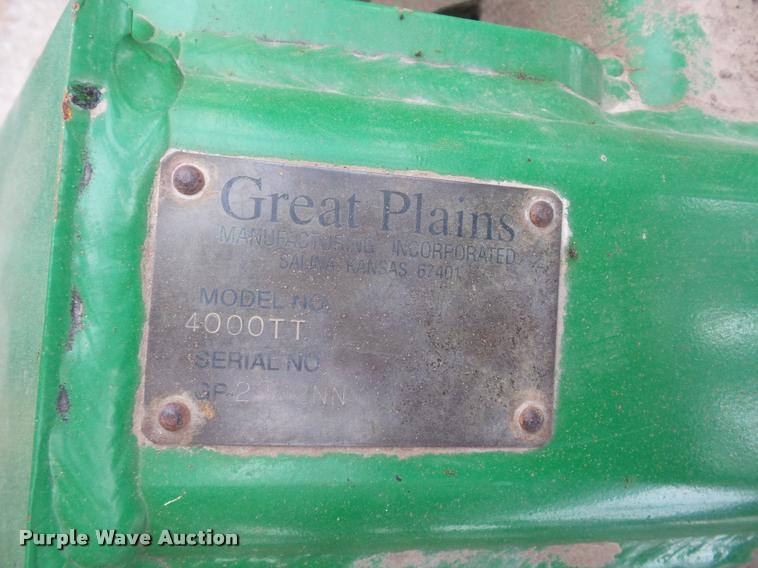 Great Plains
MANUFACTURING INCORPORATED
SALINA, KANSAS 67401
MODEL NO.
4000TT
SERIAL NO
Purple Wave Auction